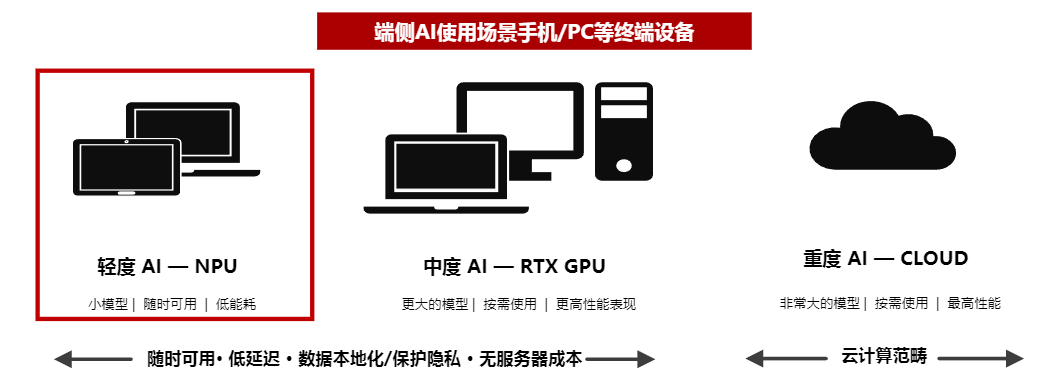 端侧AI使用场景手机/PC等终端设备
轻度 AI — NPU
小模型 | 随时可用 | 低能耗
中度 AI — RTX GPU
更大的模型 | 按需使用 | 更高性能表现
重度 AI — CLOUD
非常大的模型 | 按需使用 | 最高性能
随时可用· 低延迟 · 数据本地化/保护隐私 · 无服务器成本
云计算范畴